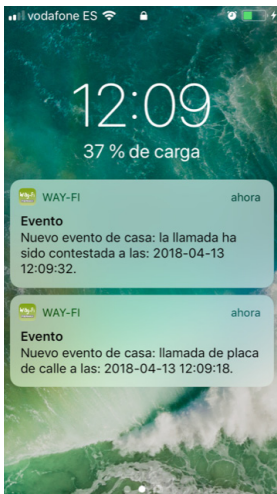 vodafone ES
12:09
37 % de carga
WAY-FI
ahora
Evento
Nuevo evento de casa: la llamada ha
sido contestada a las: 2018-04-13
12:09:32.
WAY-FI
ahora
Evento
Nuevo evento de casa: llamada de placa
de calle a las: 2018-04-13 12:09:18.